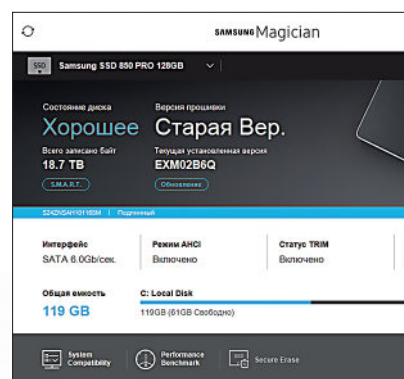 SAMSUNG Magician
SSD Samsung SSD 850 PRO 128GB
Состояние диска Версия прошивки
Хорошее Старая Вер.
Всего записано байт Текущая установленная версия
18.7 TB EXM02B6Q
S.M.A.R.T. Обновление
Подлинный
Интерфейс Режим AHCI Статус TRIM
SATA 6.0Gb/сек. Включено Включено
Общая емкость C: Local Disk
119 GB 119GB (61GB Свободно)
System Performance Secure Erase
Compatibility Benchmark